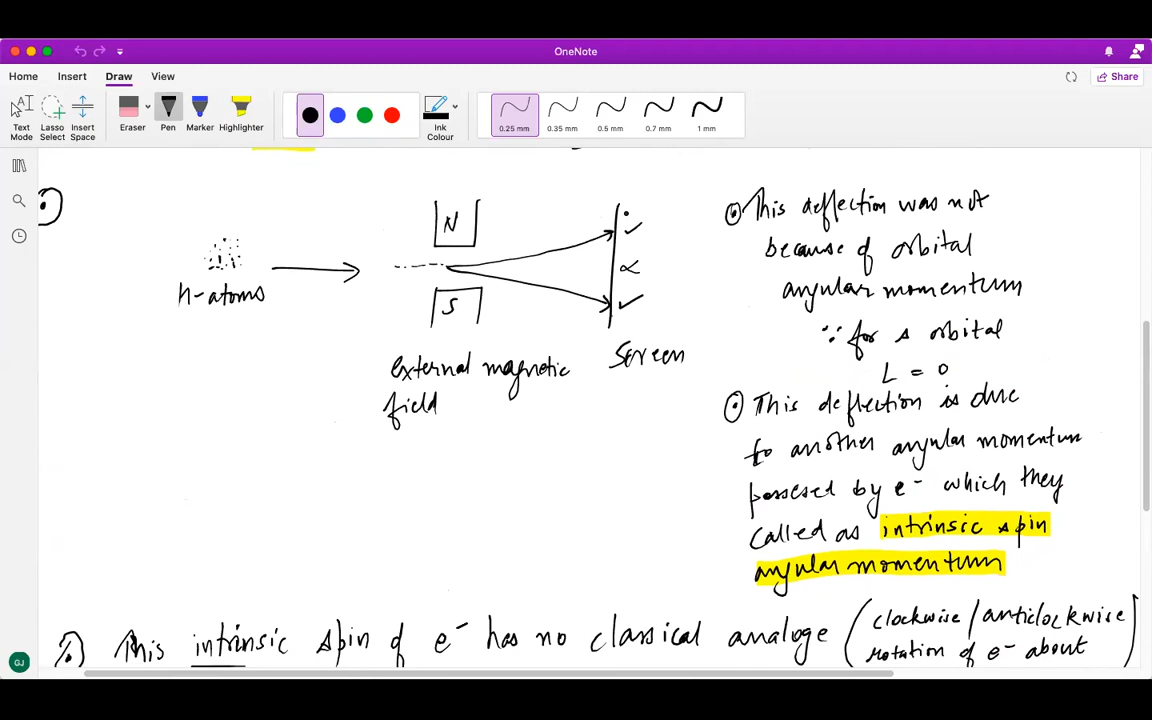 OneNote
Home Insert Draw View
Share
Text Mode
Lasso Select
Insert Space
Eraser
Pen
Marker
Highlighter
Ink Colour
0.25 mm
0.35 mm
0.5 mm
0.7 mm
1 mm
N
S
h-atoms
external magnetic
field
Screen
This deflection was not
because of orbital
angular momentum
∵ for s orbital
L = 0
This deflection is due
to another angular momentum
possesed by e⁻ which they
called as intrinsic spin
angular momentum
This intrinsic spin of e⁻ has no classical analoge
(clockwise/anticlockwise
rotation of e⁻ about)
GJ